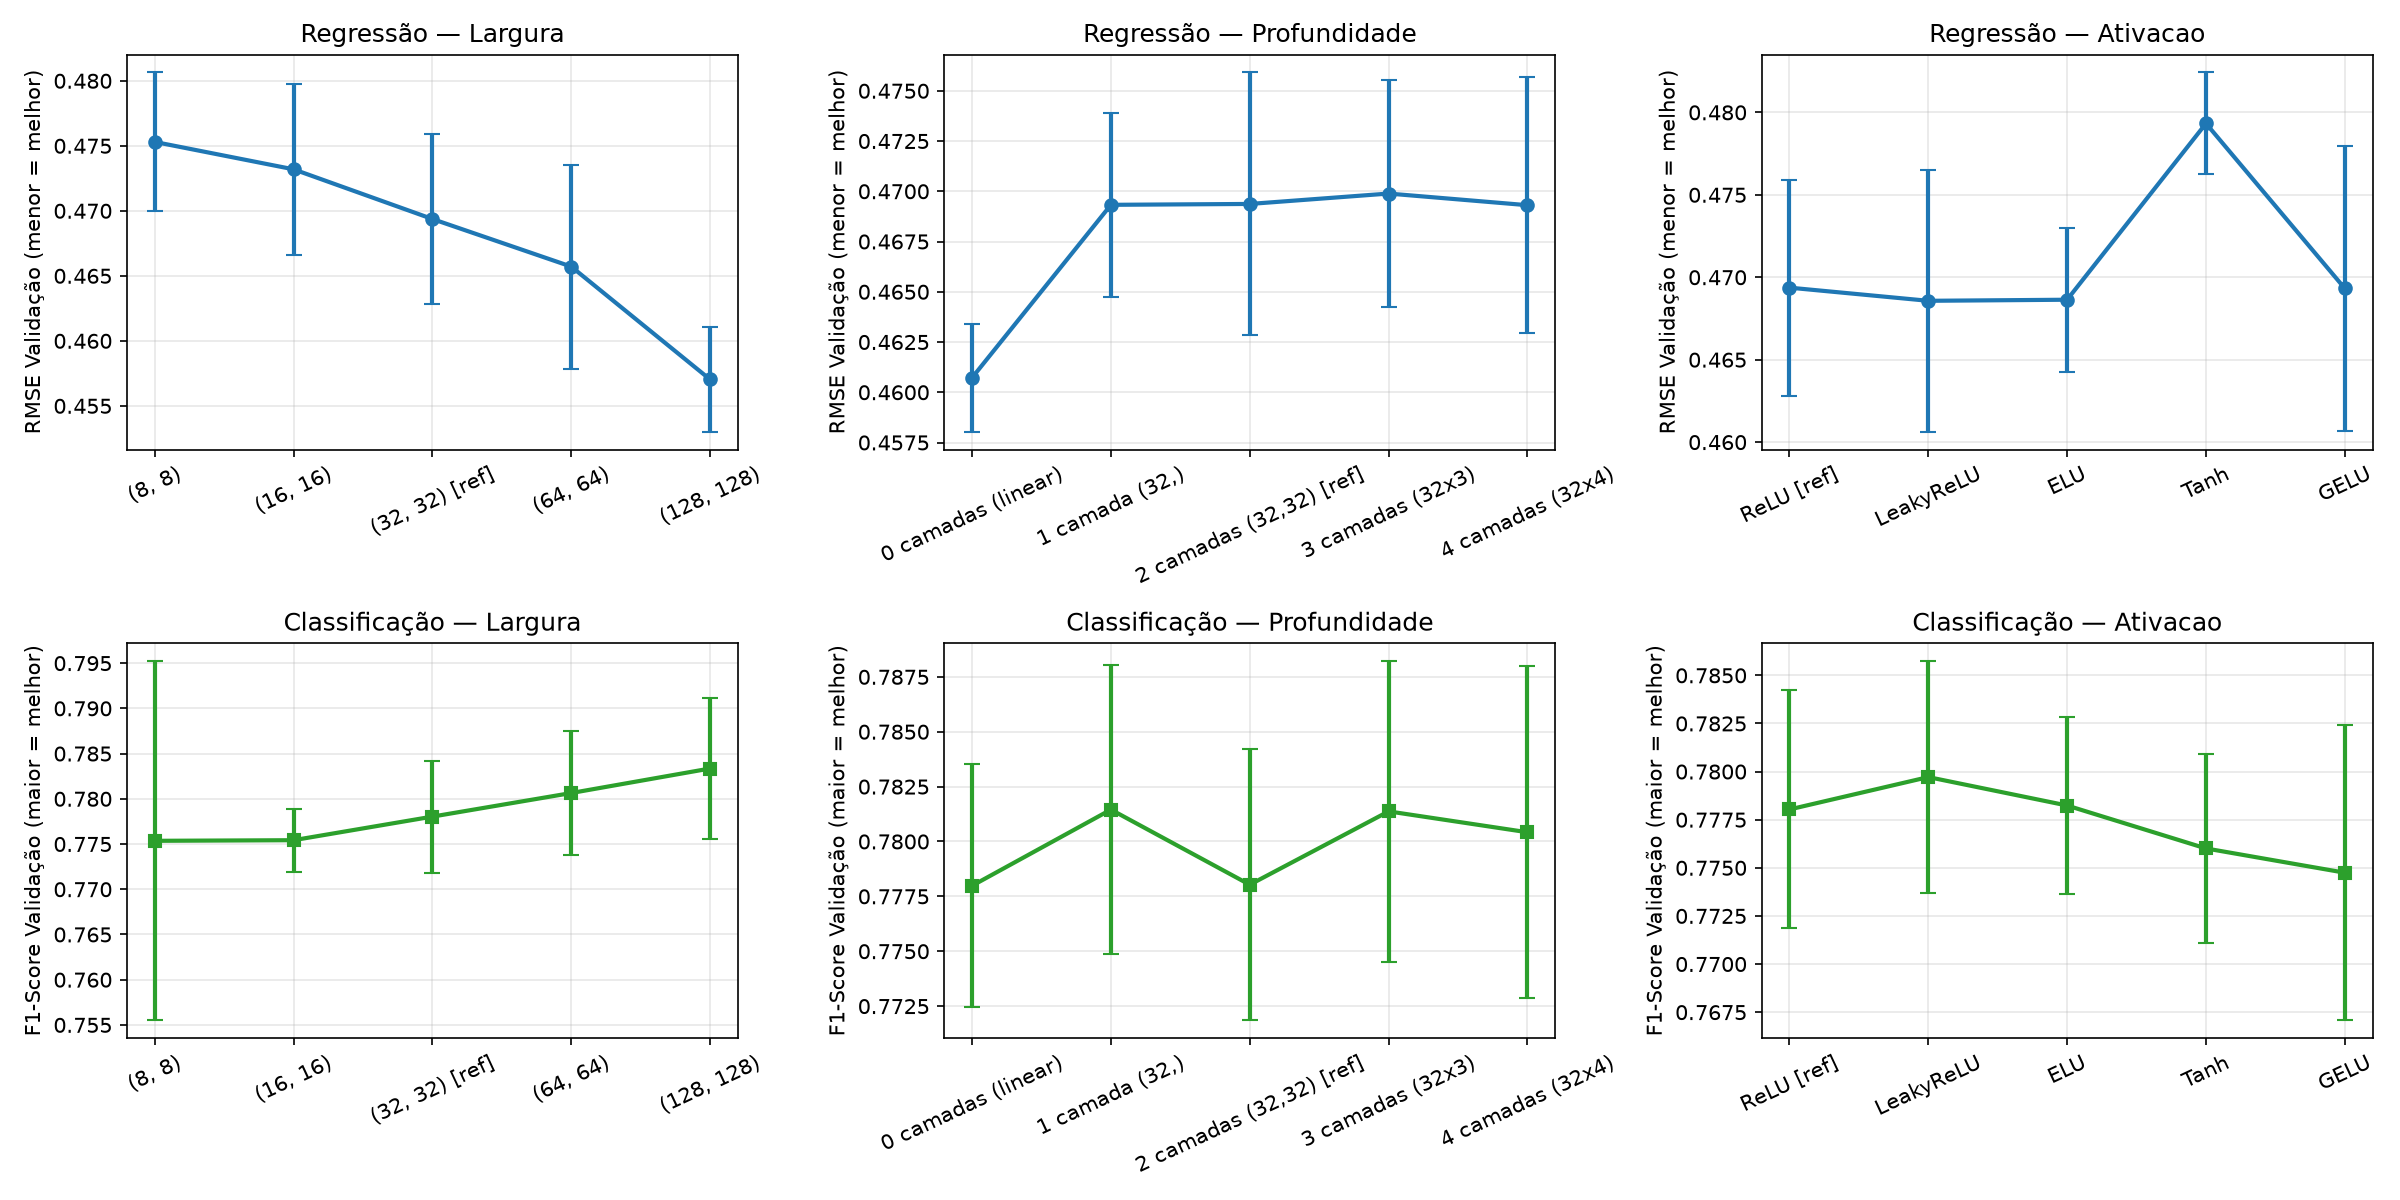 Regressão — Largura
RMSE Validação (menor = melhor)
0.480
0.475
0.470
0.465
0.460
0.455
(8, 8)
(16, 16)
(32, 32) [ref]
(64, 64)
(128, 128)
Regressão — Profundidade
RMSE Validação (menor = melhor)
0.4750
0.4725
0.4700
0.4675
0.4650
0.4625
0.4600
0.4575
0 camadas (linear)
1 camada (32,)
2 camadas (32,32) [ref]
3 camadas (32x3)
4 camadas (32x4)
Regressão — Ativacao
RMSE Validação (menor = melhor)
0.480
0.475
0.470
0.465
0.460
ReLU [ref]
LeakyReLU
ELU
Tanh
GELU
Classificação — Largura
F1-Score Validação (maior = melhor)
0.795
0.790
0.785
0.780
0.775
0.770
0.765
0.760
0.755
(8, 8)
(16, 16)
(32, 32) [ref]
(64, 64)
(128, 128)
Classificação — Profundidade
F1-Score Validação (maior = melhor)
0.7875
0.7850
0.7825
0.7800
0.7775
0.7750
0.7725
0 camadas (linear)
1 camada (32,)
2 camadas (32,32) [ref]
3 camadas (32x3)
4 camadas (32x4)
Classificação — Ativacao
F1-Score Validação (maior = melhor)
0.7850
0.7825
0.7800
0.7775
0.7750
0.7725
0.7700
0.7675
ReLU [ref]
LeakyReLU
ELU
Tanh
GELU